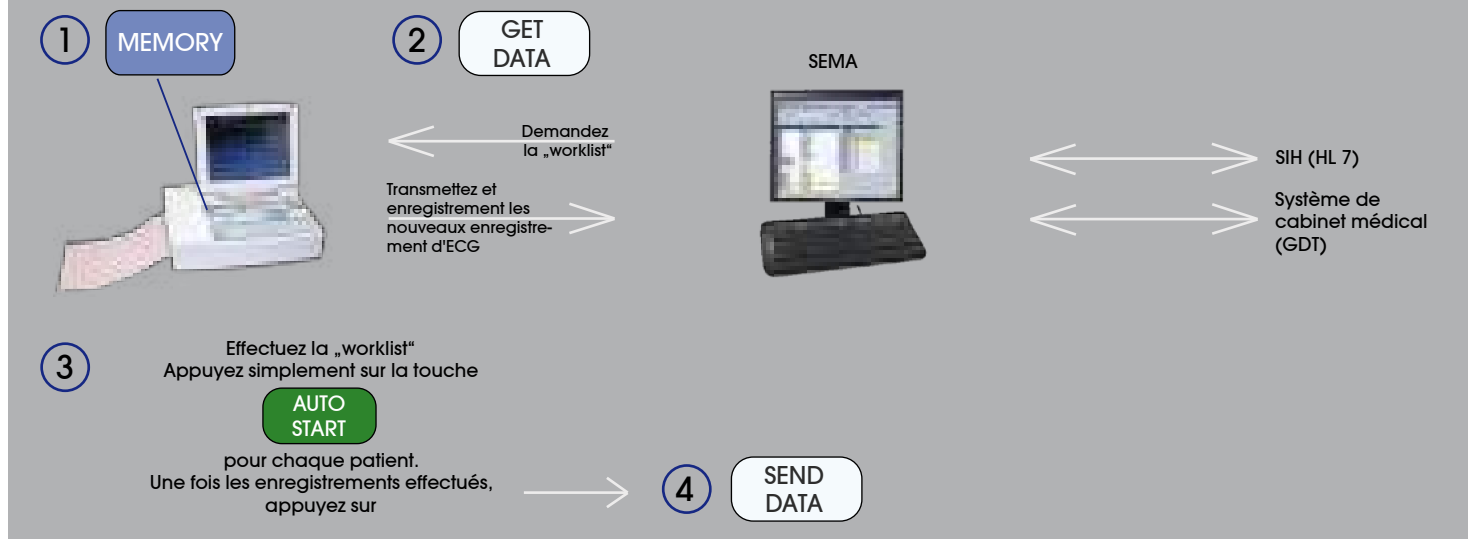 1
MEMORY
2
GET
DATA
SEMA
Demandez
la „worklist“
Transmettez et
enregistrement les
nouveaux enregistre-
ment d'ECG
SIH (HL 7)
Système de
cabinet médical
(GDT)
3
Effectuez la „worklist“
Appuyez simplement sur la touche
AUTO
START
pour chaque patient.
Une fois les enregistrements effectués,
appuyez sur
4
SEND
DATA